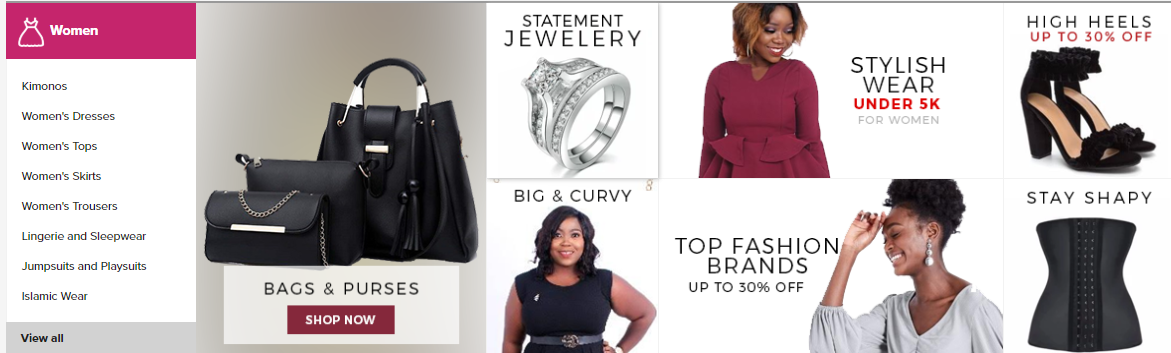 Women
Kimonos
Women's Dresses
Women's Tops
Women's Skirts
Women's Trousers
Lingerie and Sleepwear
Jumpsuits and Playsuits
Islamic Wear
View all
BAGS & PURSES
SHOP NOW
STATEMENT
JEWELERY
STYLISH
WEAR
UNDER 5K
FOR WOMEN
HIGH HEELS
UP TO 30% OFF
BIG & CURVY
TOP FASHION
BRANDS
UP TO 30% OFF
STAY SHAPY